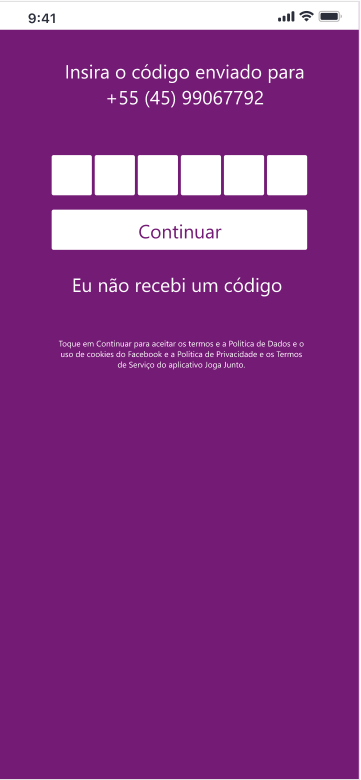 9:41
Insira o código enviado para
+55 (45) 99067792
Continuar
Eu não recebi um código
Toque em Continuar para aceitar os termos e a Política de Dados e o
uso de cookies do Facebook e a Política de Privacidade e os Termos
de Serviço do aplicativo Joga Junto.